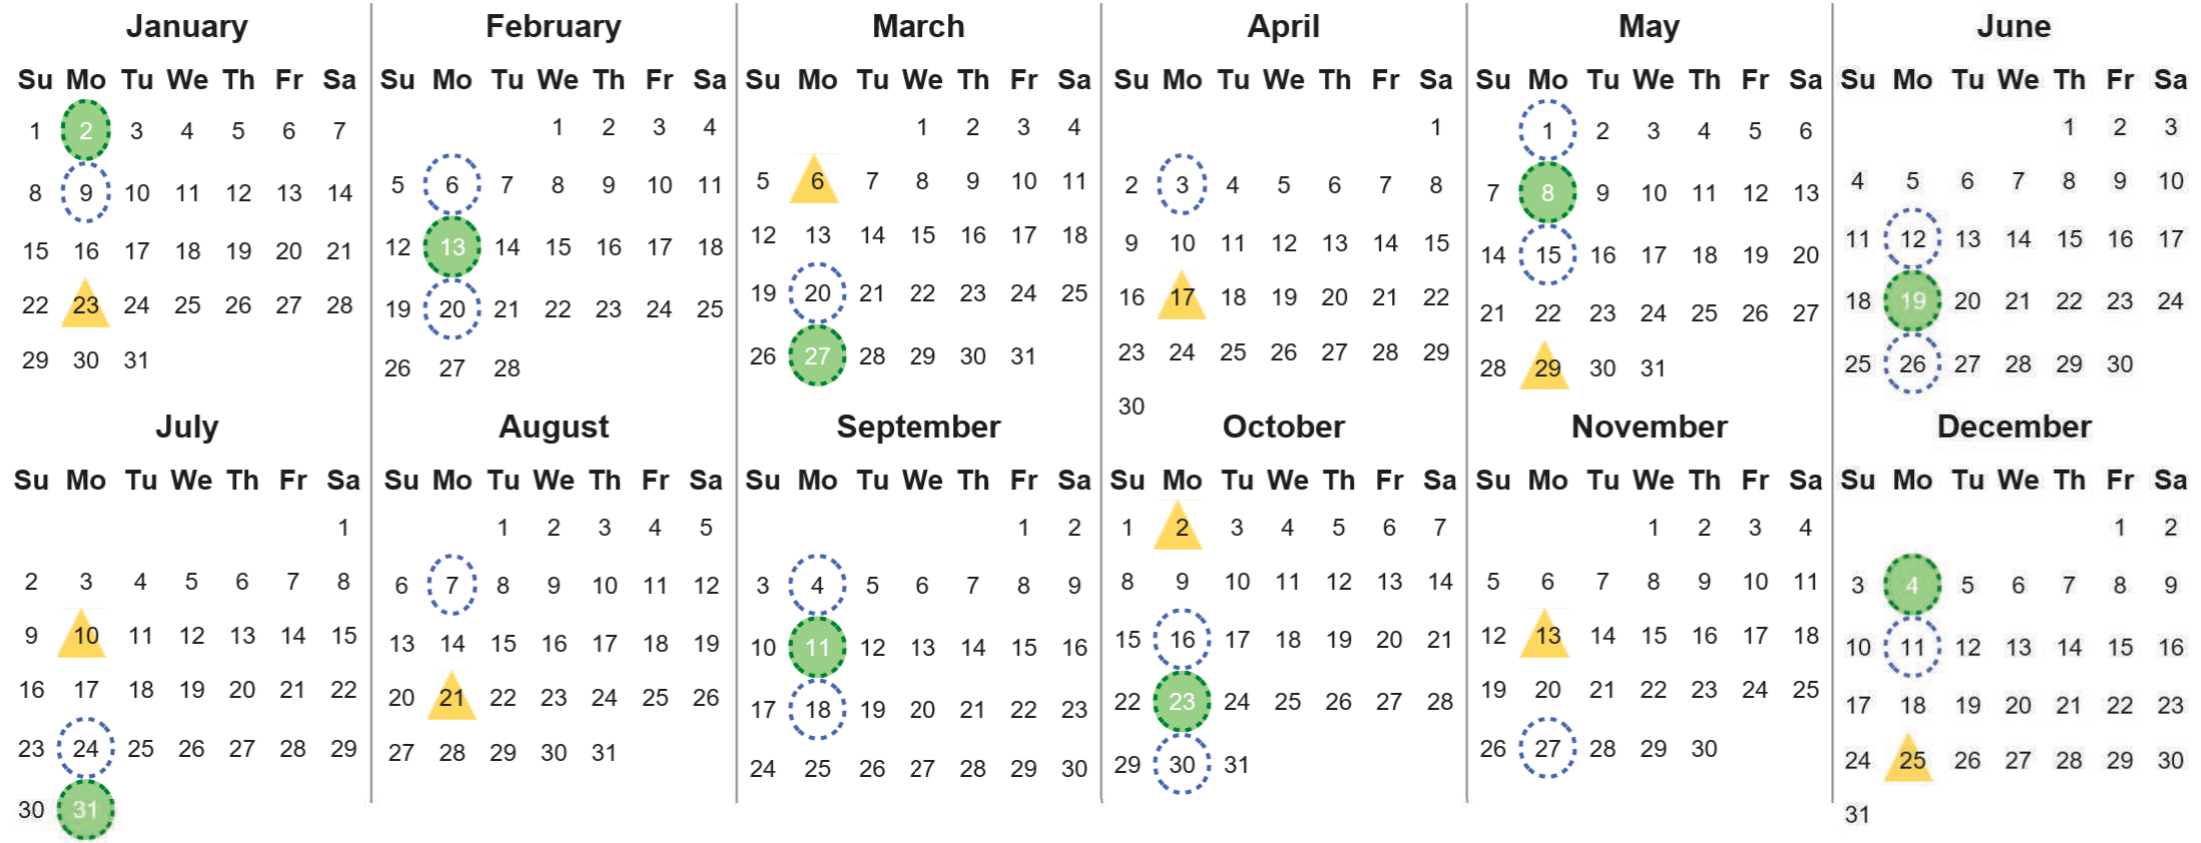 January February March April May June
Su Mo Tu We Th Fr Sa Su Mo Tu We Th Fr Sa Su Mo Tu We Th Fr Sa Su Mo Tu We Th Fr Sa Su Mo Tu We Th Fr Sa Su Mo Tu We Th Fr Sa
1 2 3 4 5 6 7 1 2 3 4 1 2 3 4 1 1 2 3 4 5 6 1 2 3
8 9 10 11 12 13 14 5 6 7 8 9 10 11 5 6 7 8 9 10 11 2 3 4 5 6 7 8 7 8 9 10 11 12 13 4 5 6 7 8 9 10
15 16 17 18 19 20 21 12 13 14 15 16 17 18 12 13 14 15 16 17 18 9 10 11 12 13 14 15 14 15 16 17 18 19 20 11 12 13 14 15 16 17
22 23 24 25 26 27 28 19 20 21 22 23 24 25 19 20 21 22 23 24 25 16 17 18 19 20 21 22 21 22 23 24 25 26 27 18 19 20 21 22 23 24
29 30 31 26 27 28 26 27 28 29 30 31 23 24 25 26 27 28 29 28 29 30 31 25 26 27 28 29 30
30
July August September October November December
Su Mo Tu We Th Fr Sa Su Mo Tu We Th Fr Sa Su Mo Tu We Th Fr Sa Su Mo Tu We Th Fr Sa Su Mo Tu We Th Fr Sa Su Mo Tu We Th Fr Sa
1 1 2 3 4 5 1 2 1 2 3 4 5 6 7 1 2 3 4 1 2
2 3 4 5 6 7 8 6 7 8 9 10 11 12 3 4 5 6 7 8 9 8 9 10 11 12 13 14 5 6 7 8 9 10 11 3 4 5 6 7 8 9
9 10 11 12 13 14 15 13 14 15 16 17 18 19 10 11 12 13 14 15 16 15 16 17 18 19 20 21 12 13 14 15 16 17 18 10 11 12 13 14 15 16
16 17 18 19 20 21 22 20 21 22 23 24 25 26 17 18 19 20 21 22 23 22 23 24 25 26 27 28 19 20 21 22 23 24 25 17 18 19 20 21 22 23
23 24 25 26 27 28 29 27 28 29 30 31 24 25 26 27 28 29 30 29 30 31 26 27 28 29 30 24 25 26 27 28 29 30
30 31 31